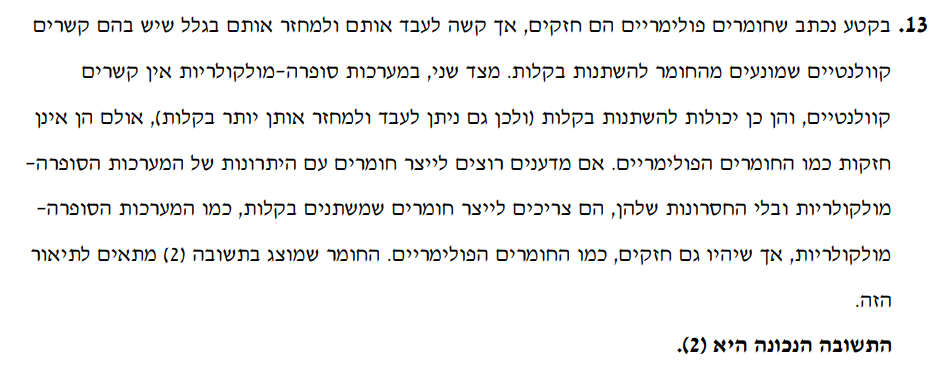 13. בקטע נכתב שחומרים פולימריים הם חזקים, אך קשה לעבד אותם ולמחזר אותם בגלל שיש בהם קשרים
קוולנטיים שמונעים מהחומר להשתנות בקלות. מצד שני, במערכות סופרה-מולקולריות אין קשרים
קוולנטיים, והן כן יכולות להשתנות בקלות (ולכן גם ניתן לעבד ולמחזר אותן יותר בקלות), אולם הן אינן
חזקות כמו החומרים הפולימריים. אם מדענים רוצים לייצר חומרים עם היתרונות של המערכות הסופרה-
מולקולריות ובלי החסרונות שלהן, הם צריכים לייצר חומרים שמשתנים בקלות, כמו המערכות הסופרה-
מולקולריות, אך שיהיו גם חזקים, כמו החומרים הפולימריים. החומר שמוצג בתשובה (2) מתאים לתיאור
הזה.
התשובה הנכונה היא (2).